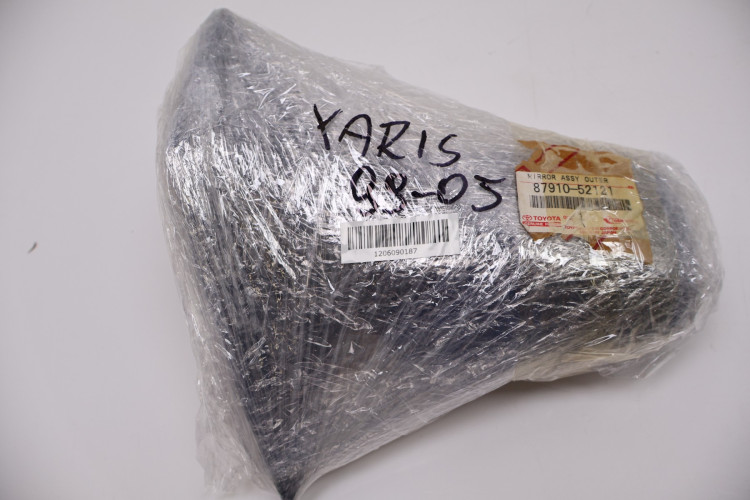 YARIS
99-05
1206090187
MIRROR ASSY OUTER
87910-52121
TOYOTA